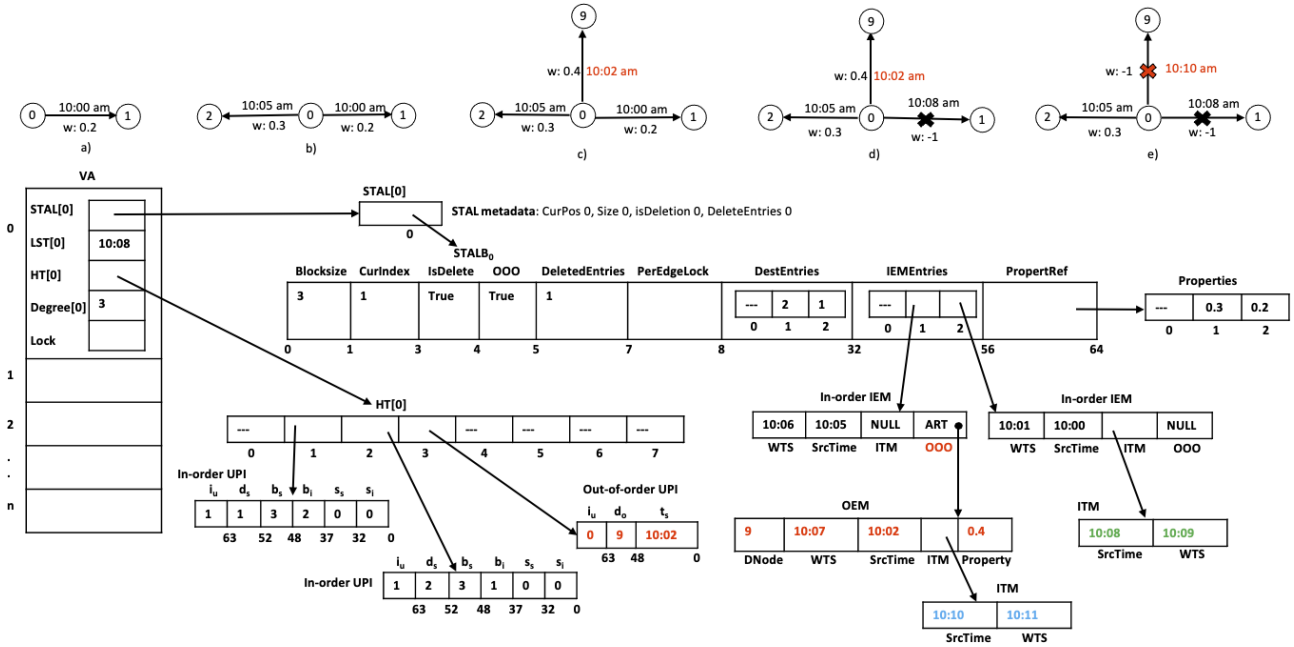 9
w: 0.4 10:02 am
10:00 am
0 1
w: 0.2
a)
10:05 am 10:00 am
2 0 1
w: 0.3 w: 0.2
b)
10:05 am 10:00 am
2 0 1
w: 0.3 w: 0.2
c)
9
w: 0.4 10:02 am
10:05 am 10:08 am
2 0 1
w: 0.3 w: -1
d)
9
w: -1 10:10 am
10:05 am 10:08 am
2 0 1
w: 0.3 w: -1
e)
VA
0
STAL[0]
LST[0] 10:08
HT[0]
Degree[0] 3
Lock
1
2
.
.
n
STAL[0]
STAL metadata: CurPos 0, Size 0, isDeletion 0, DeleteEntries 0
0
STALB0
Blocksize CurIndex IsDelete OOO DeletedEntries PerEdgeLock DestEntries IEMEntries PropertRef
3 1 True True 1
--- 2 1
0 1 2
---
0 1 2
0 1 3 4 5 7 8 32 56 64
Properties
--- 0.3 0.2
0 1 2
HT[0]
--- --- --- --- ---
0 1 2 3 4 5 6 7
In-order UPI
iu ds bs bi ss si
1 1 3 2 0 0
63 52 48 37 32 0
In-order UPI
iu ds bs bi ss si
1 2 3 1 0 0
63 52 48 37 32 0
Out-of-order UPI
iu do ts
0 9 10:02
63 48 0
In-order IEM
10:06 10:05 NULL ART
WTS SrcTime ITM OOO
In-order IEM
10:01 10:00 NULL
WTS SrcTime ITM OOO
OEM
9 10:07 10:02 0.4
DNode WTS SrcTime ITM Property
ITM
10:08 10:09
SrcTime WTS
ITM
10:10 10:11
SrcTime WTS